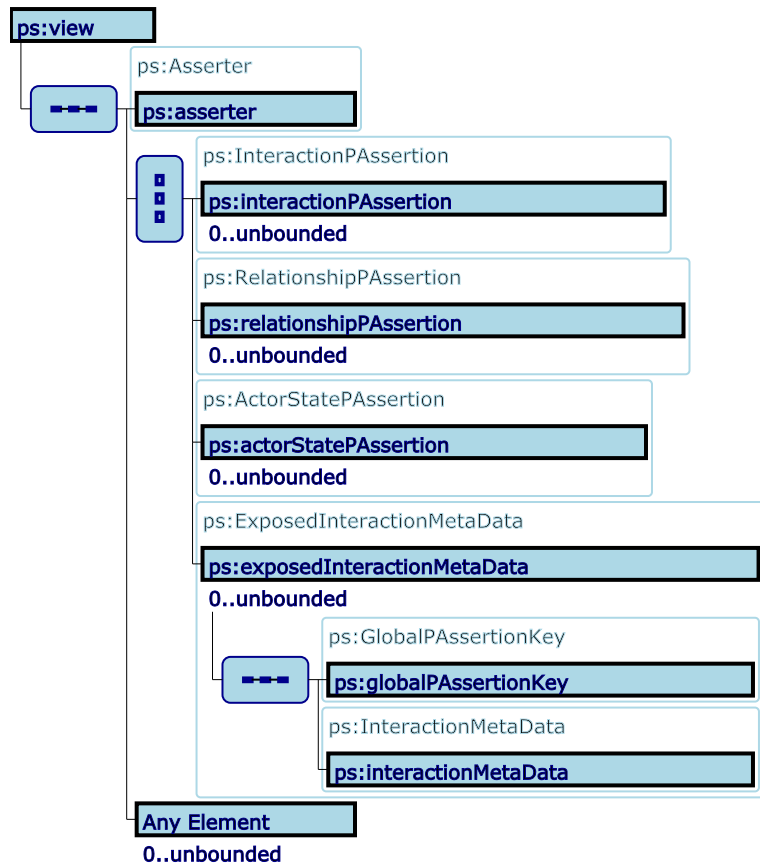 ps:view
ps:Asserter
ps:asserter
ps:InteractionPAssertion
ps:interactionPAssertion
0..unbounded
ps:RelationshipPAssertion
ps:relationshipPAssertion
0..unbounded
ps:ActorStatePAssertion
ps:actorStatePAssertion
0..unbounded
ps:ExposedInteractionMetaData
ps:exposedInteractionMetaData
0..unbounded
ps:GlobalPAssertionKey
ps:globalPAssertionKey
ps:InteractionMetaData
ps:interactionMetaData
Any Element
0..unbounded